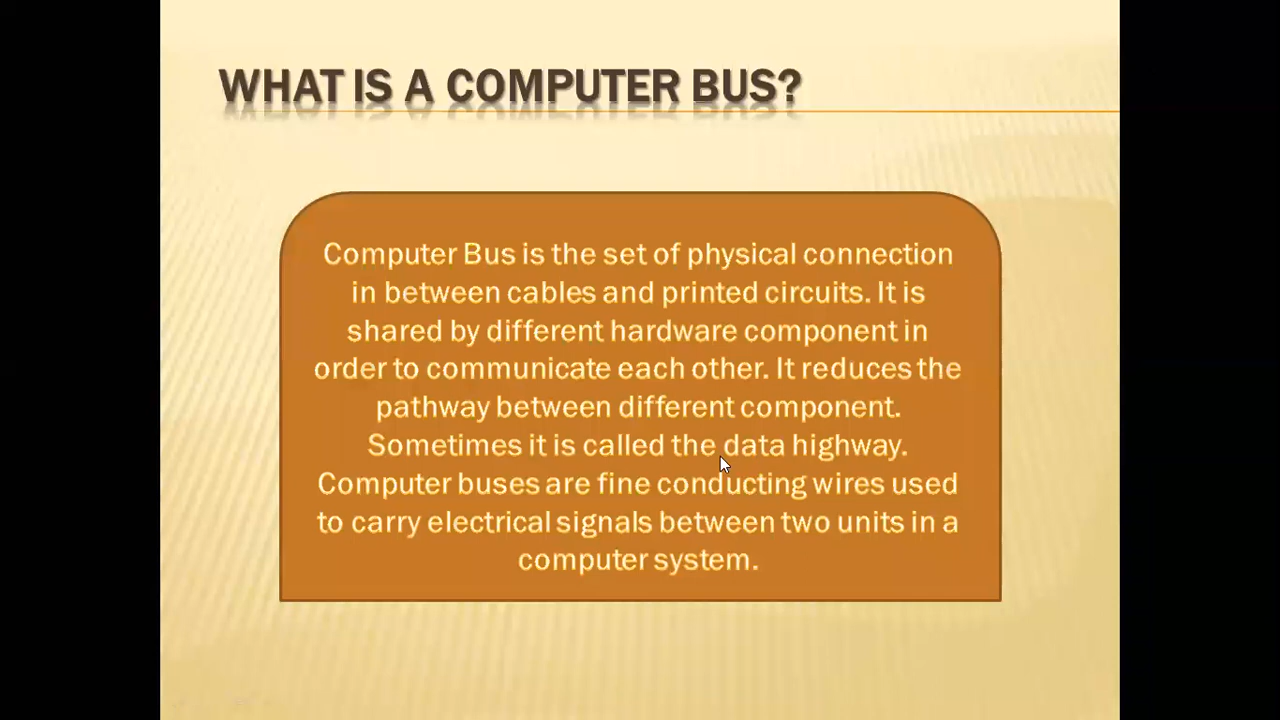 WHAT IS A COMPUTER BUS?
Computer Bus is the set of physical connection
in between cables and printed circuits. It is
shared by different hardware component in
order to communicate each other. It reduces the
pathway between different component.
Sometimes it is called the data highway.
Computer buses are fine conducting wires used
to carry electrical signals between two units in a
computer system.